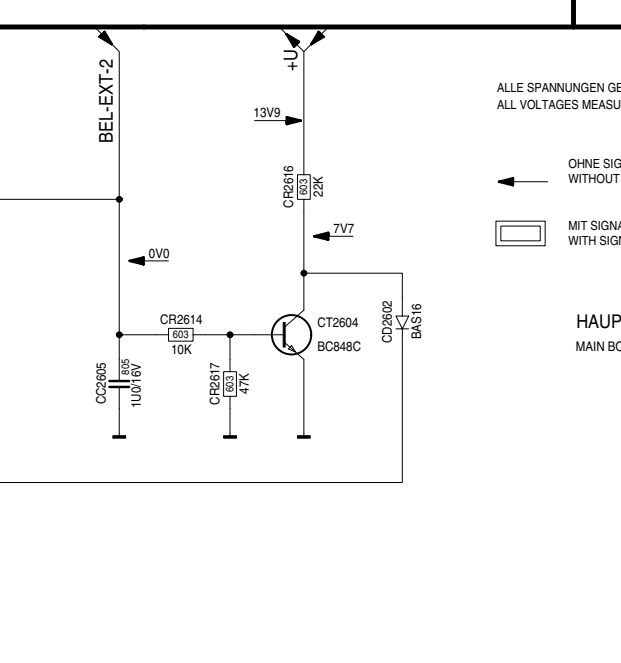 BEL-EXT-2
+U
13V9
CR2616
603
22K
7V7
0V0
CR2614
603
10K
CT2604
BC848C
CD2602
BAS16
CC2605
805
1U0/16V
CR2617
603
47K
ALLE SPANNUNGEN GE
ALL VOLTAGES MEASU
OHNE SIG
WITHOUT
MIT SIGNA
WITH SIGN
HAUP
MAIN BO